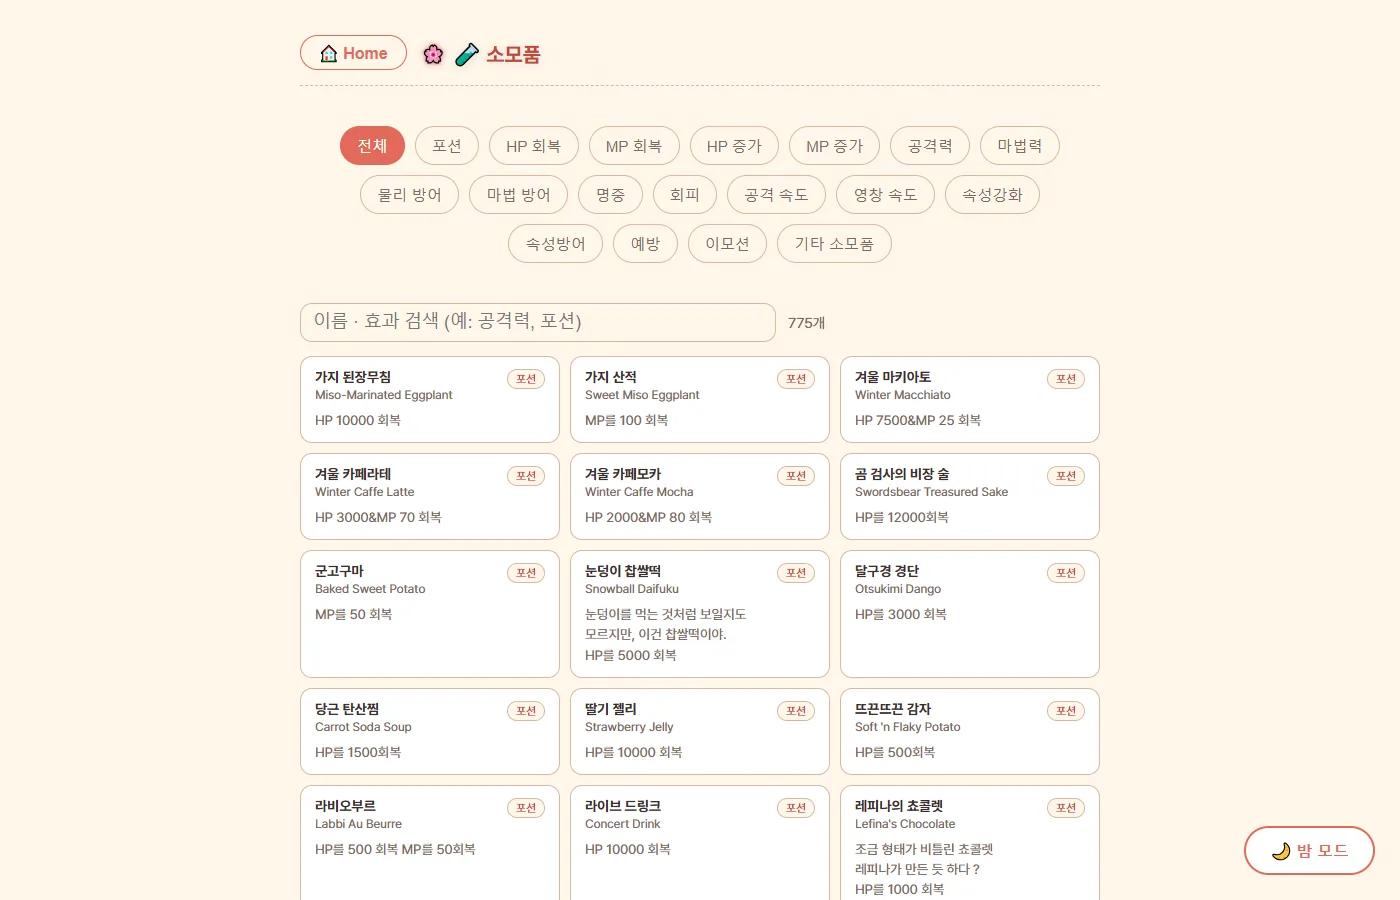 Home
소모품
전체
포션
HP 회복
MP 회복
HP 증가
MP 증가
공격력
마법력
물리 방어
마법 방어
명중
회피
공격 속도
영창 속도
속성강화
속성방어
예방
이모션
기타 소모품
이름 · 효과 검색 (예: 공격력, 포션)
775개
가지 된장무침
포션
Miso-Marinated Eggplant
HP 10000 회복
가지 산적
포션
Sweet Miso Eggplant
MP를 100 회복
겨울 마키아토
포션
Winter Macchiato
HP 7500&MP 25 회복
겨울 카페라테
포션
Winter Caffe Latte
HP 3000&MP 70 회복
겨울 카페모카
포션
Winter Caffe Mocha
HP 2000&MP 80 회복
곰 검사의 비장 술
포션
Swordsbear Treasured Sake
HP를 12000회복
군고구마
포션
Baked Sweet Potato
MP를 50 회복
눈덩이 찹쌀떡
포션
Snowball Daifuku
눈덩이를 먹는 것처럼 보일지도
모르지만, 이건 찹쌀떡이야.
HP를 5000 회복
달구경 경단
포션
Otsukimi Dango
HP를 3000 회복
당근 탄산찜
포션
Carrot Soda Soup
HP를 1500회복
딸기 젤리
포션
Strawberry Jelly
HP를 10000 회복
뜨끈뜨끈 감자
포션
Soft 'n Flaky Potato
HP를 500회복
라비오부르
포션
Labbi Au Beurre
HP를 500 회복 MP를 50회복
라이브 드링크
포션
Concert Drink
HP 10000 회복
레피나의 쵸콜렛
포션
Lefina's Chocolate
조금 형태가 비틀린 쵸콜렛
레피나가 만든 듯 하다 ?
HP를 1000 회복
밤 모드